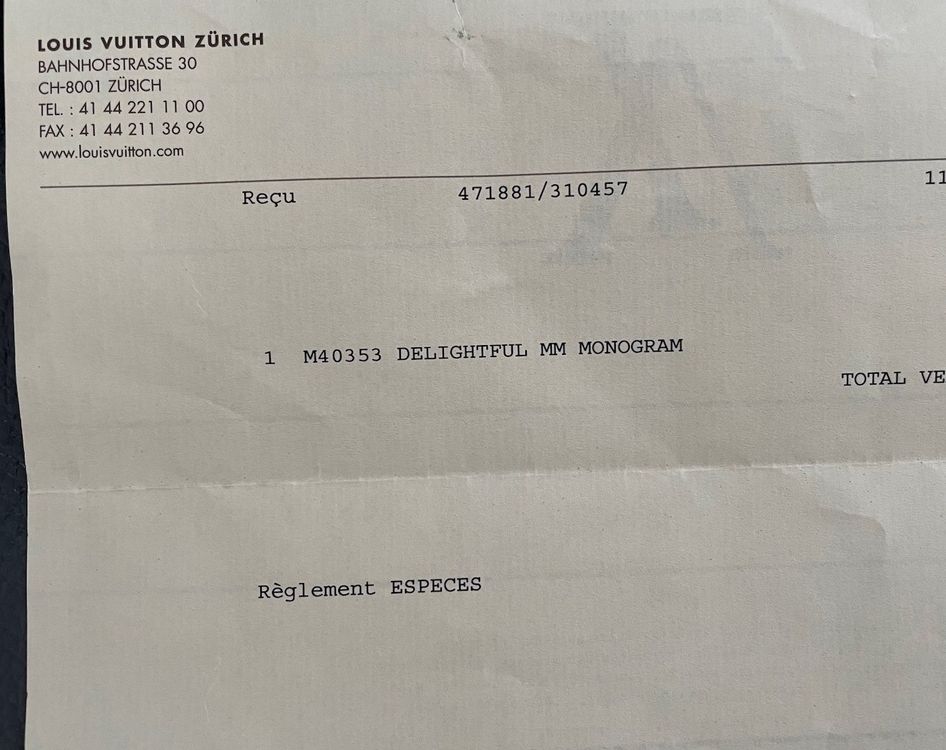 LOUIS VUITTON ZÜRICH
BAHNHOFSTRASSE 30
CH-8001 ZÜRICH
TEL. : 41 44 221 11 00
FAX : 41 44 211 36 96
www.louisvuitton.com
Reçu 471881/310457 11
1 M40353 DELIGHTFUL MM MONOGRAM
TOTAL VE
Règlement ESPECES